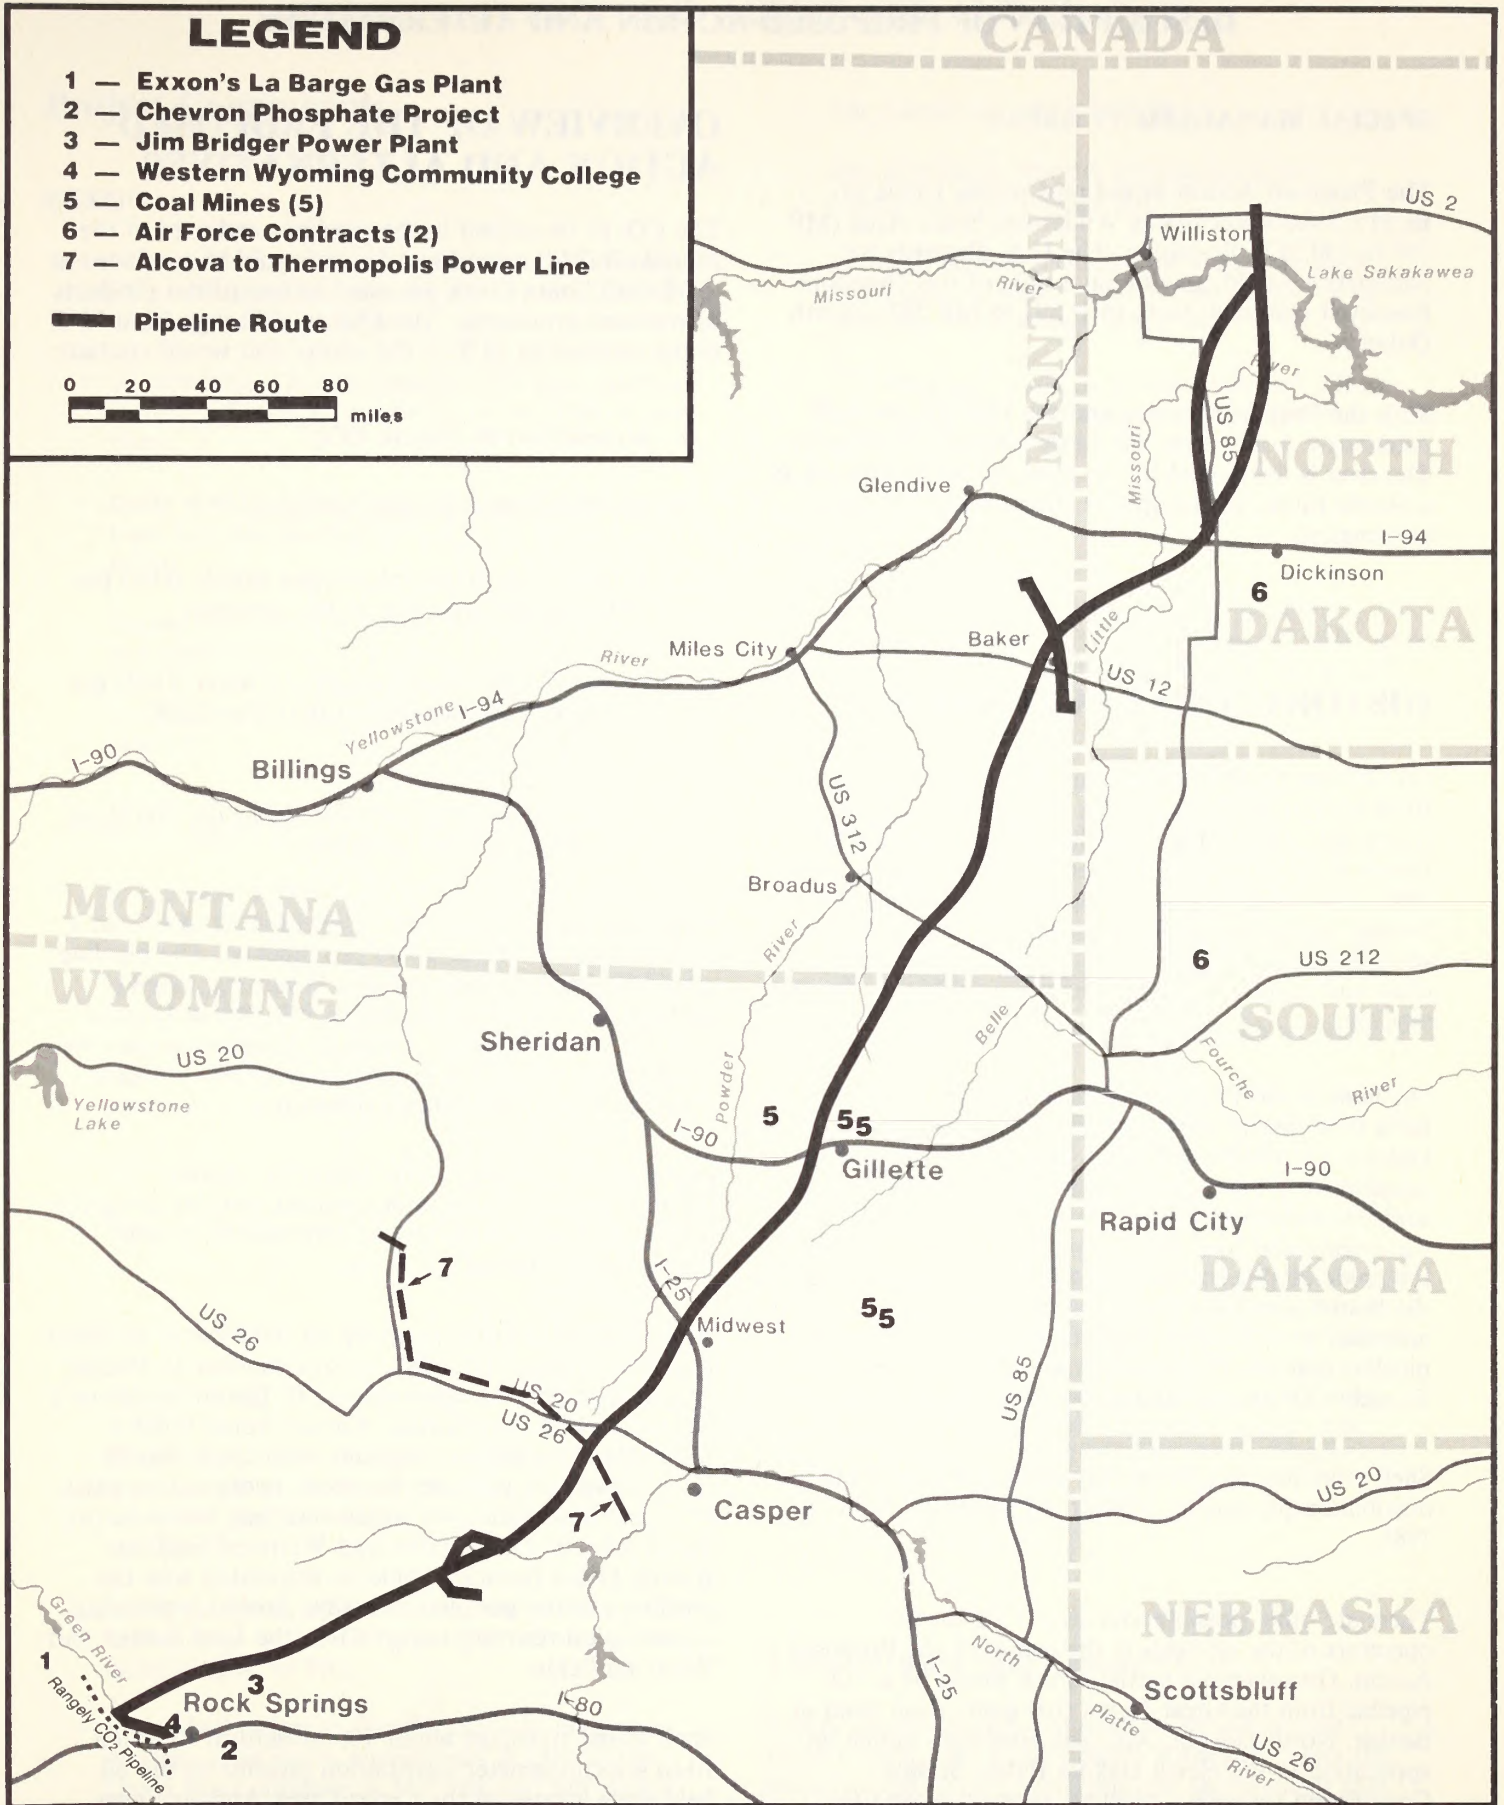 LEGEND
1 — Exxon's La Barge Gas Plant
2 — Chevron Phosphate Project
3 — Jim Bridger Power Plant
4 — Western Wyoming Community College
5 — Coal Mines (5)
6 — Air Force Contracts (2)
7 — Alcova to Thermopolis Power Line
Pipeline Route
0 20 40 60 80
miles
CANADA
MONTANA
US 2
Williston
Lake Sakakawea
Missouri River
River
US 85
Missouri
NORTH
Glendive
I-94
Dickinson
6
DAKOTA
Baker
Little
Miles City
River
US 12
Yellowstone
I-94
I-90
Billings
US 312
Broadus
MONTANA
River
6
US 212
WYOMING
SOUTH
Sheridan
Belle
US 20
Fourche
River
Yellowstone
Lake
Powder
5
55
I-90
Gillette
I-90
Rapid City
7
DAKOTA
I-25
55
US 26
Midwest
US 85
US 20
US 26
US 20
7
Casper
Green River
NEBRASKA
North
1
3
Rock Springs
I-80
I-25
Scottsbluff
Rangely CO2 Pipeline
4
2
Platte
US 26
River